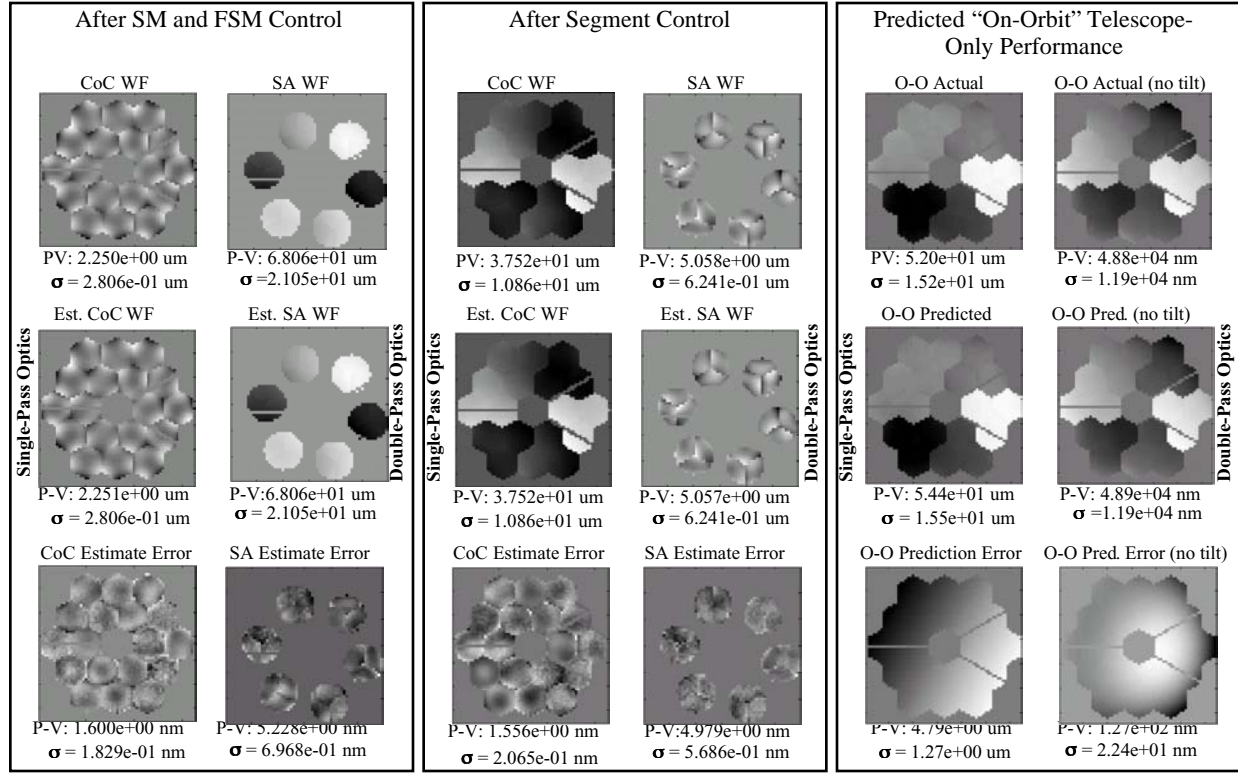 After SM and FSM Control
CoC WF
SA WF
PV: 2.250e+00 um
σ = 2.806e-01 um
P-V: 6.806e+01 um
σ =2.105e+01 um
Est. CoC WF
Est. SA WF
Single-Pass Optics
Double-Pass Optics
P-V: 2.251e+00 um
σ = 2.806e-01 um
P-V:6.806e+01 um
σ = 2.105e+01 um
CoC Estimate Error
SA Estimate Error
P-V: 1.600e+00 nm
σ = 1.829e-01 nm
P-V: 5.228e+00 nm
σ = 6.968e-01 nm
After Segment Control
CoC WF
SA WF
PV: 3.752e+01 um
σ = 1.086e+01 um
P-V: 5.058e+00 um
σ = 6.241e-01 um
Est. CoC WF
Est. SA WF
Single-Pass Optics
Double-Pass Optics
P-V: 3.752e+01 um
σ = 1.086e+01 um
P-V: 5.057e+00 um
σ = 6.241e-01 um
CoC Estimate Error
SA Estimate Error
P-V: 1.556e+00 nm
σ = 2.065e-01 nm
P-V:4.979e+00 nm
σ = 5.686e-01 nm
Predicted “On-Orbit” Telescope-
Only Performance
O-O Actual
O-O Actual (no tilt)
PV: 5.20e+01 um
σ = 1.52e+01 um
P-V: 4.88e+04 nm
σ = 1.19e+04 nm
O-O Predicted
O-O Pred. (no tilt)
Single-Pass Optics
Double-Pass Optics
P-V: 5.44e+01 um
σ = 1.55e+01 um
P-V: 4.89e+04 nm
σ =1.19e+04 nm
O-O Prediction Error
O-O Pred. Error (no tilt)
P-V: 4.79e+00 um
σ = 1.27e+00 um
P-V: 1.27e+02 nm
σ = 2.24e+01 nm